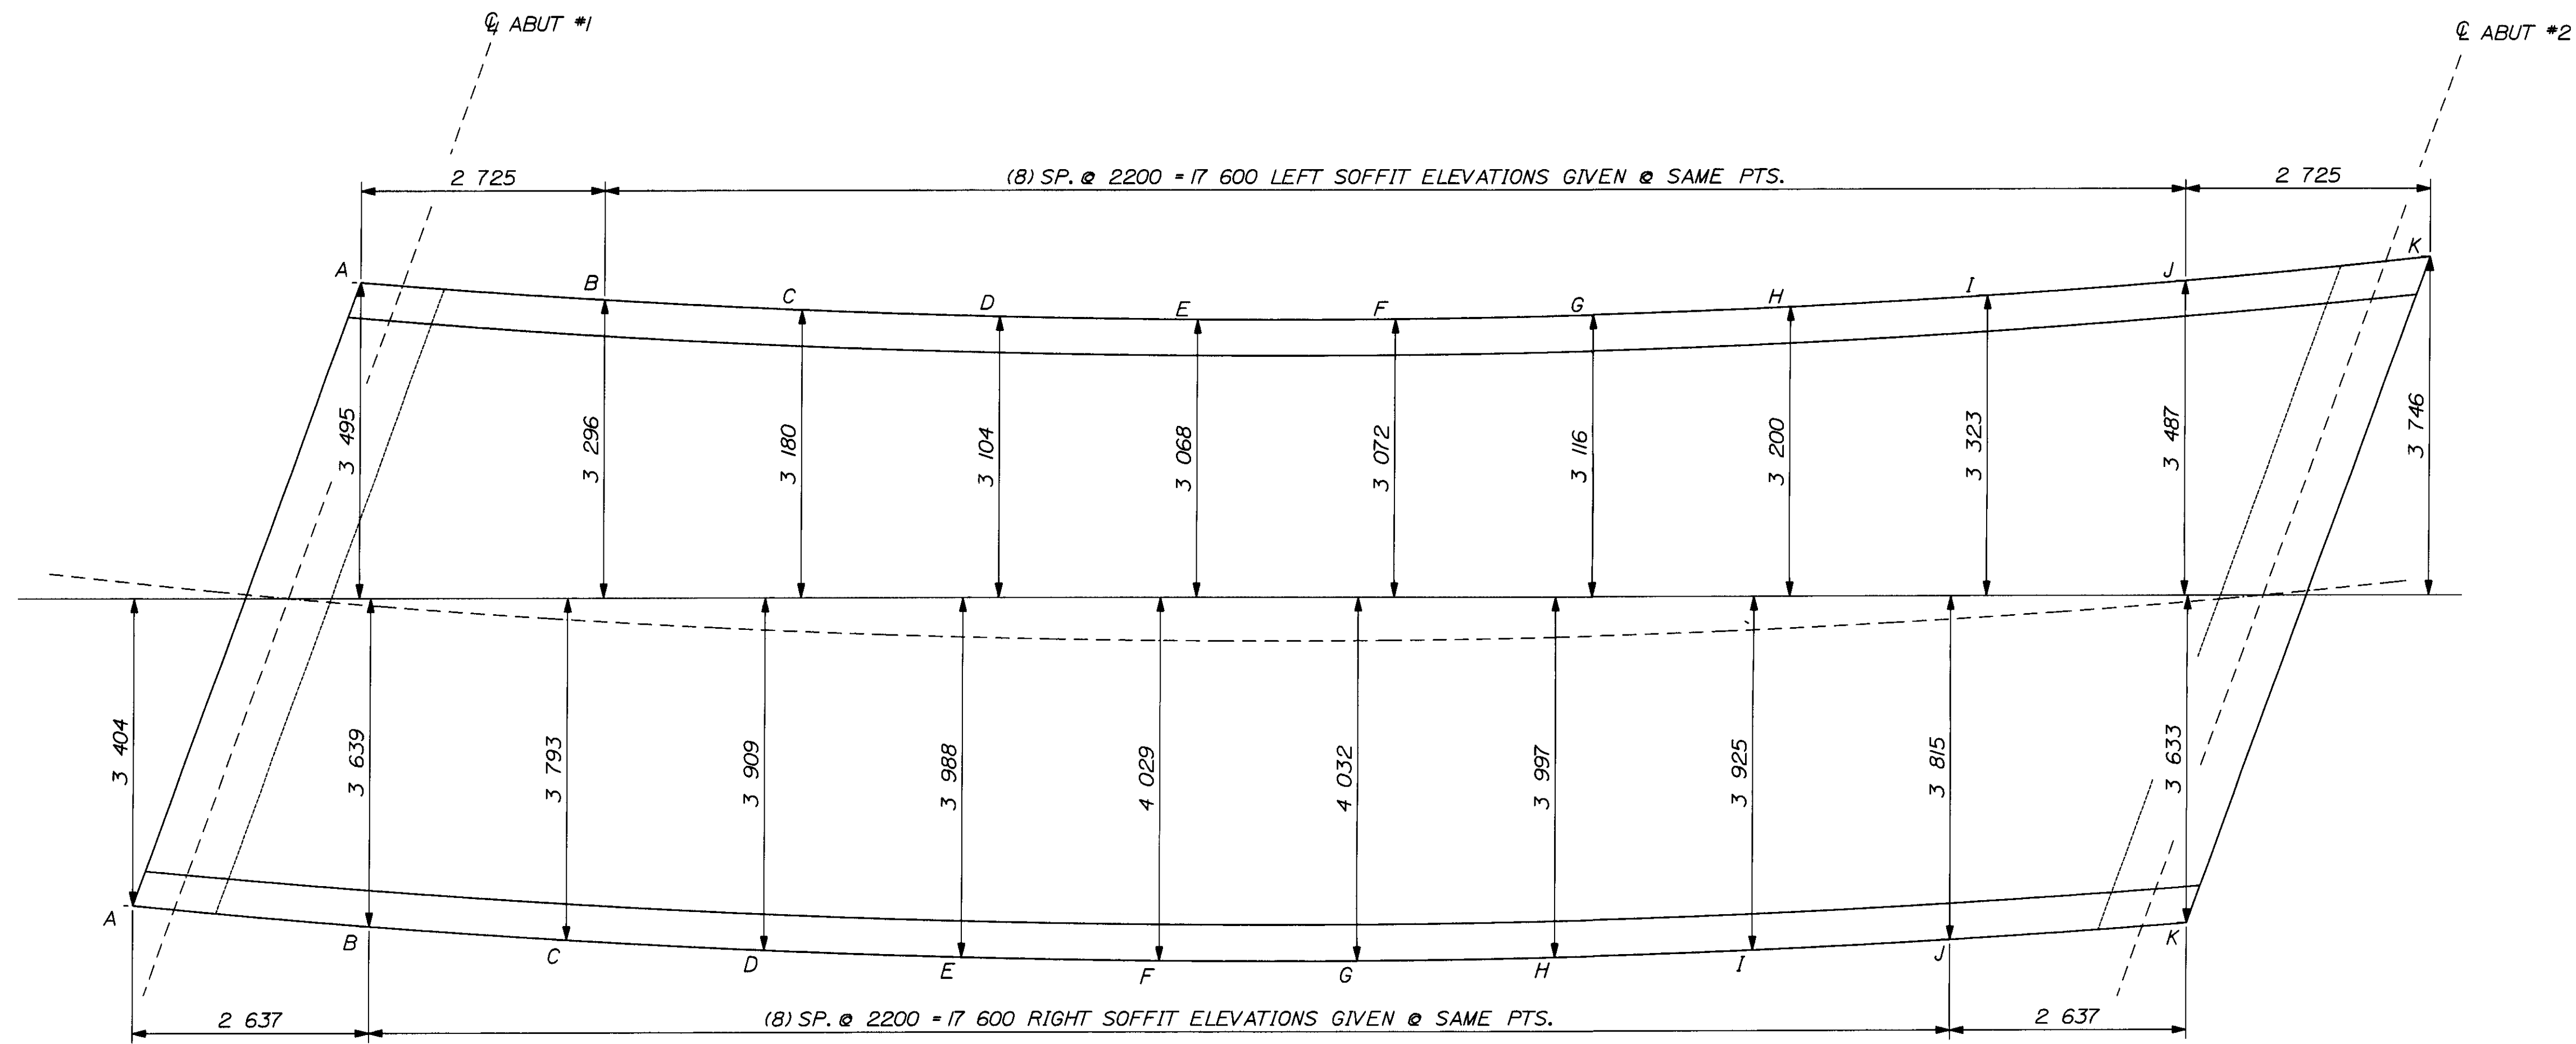 ℄ ABUT #1
℄ ABUT #2
2 725
(8) SP. @ 2200 = 17 600 LEFT SOFFIT ELEVATIONS GIVEN @ SAME PTS.
2 725
A
B
C
D
E
F
G
H
I
J
K
3 495
3 296
3 180
3 104
3 068
3 072
3 116
3 200
3 323
3 487
3 746
3 404
3 639
3 793
3 909
3 988
4 029
4 032
3 997
3 925
3 815
3 633
A
B
C
D
E
F
G
H
I
J
K
2 637
(8) SP. @ 2200 = 17 600 RIGHT SOFFIT ELEVATIONS GIVEN @ SAME PTS.
2 637